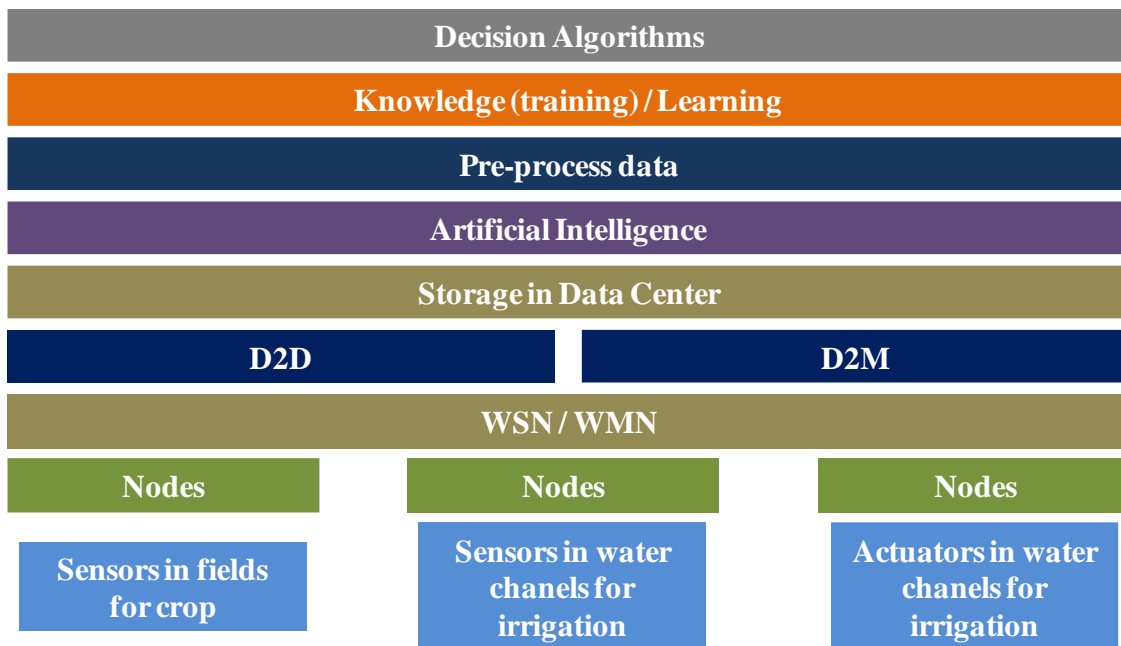 Decision Algorithms
Knowledge (training) / Learning
Pre-process data
Artificial Intelligence
Storage in Data Center
D2D
D2M
WSN / WMN
Nodes
Nodes
Nodes
Sensors in fields
for crop
Sensors in water
chanels for
irrigation
Actuators in water
chanels for
irrigation